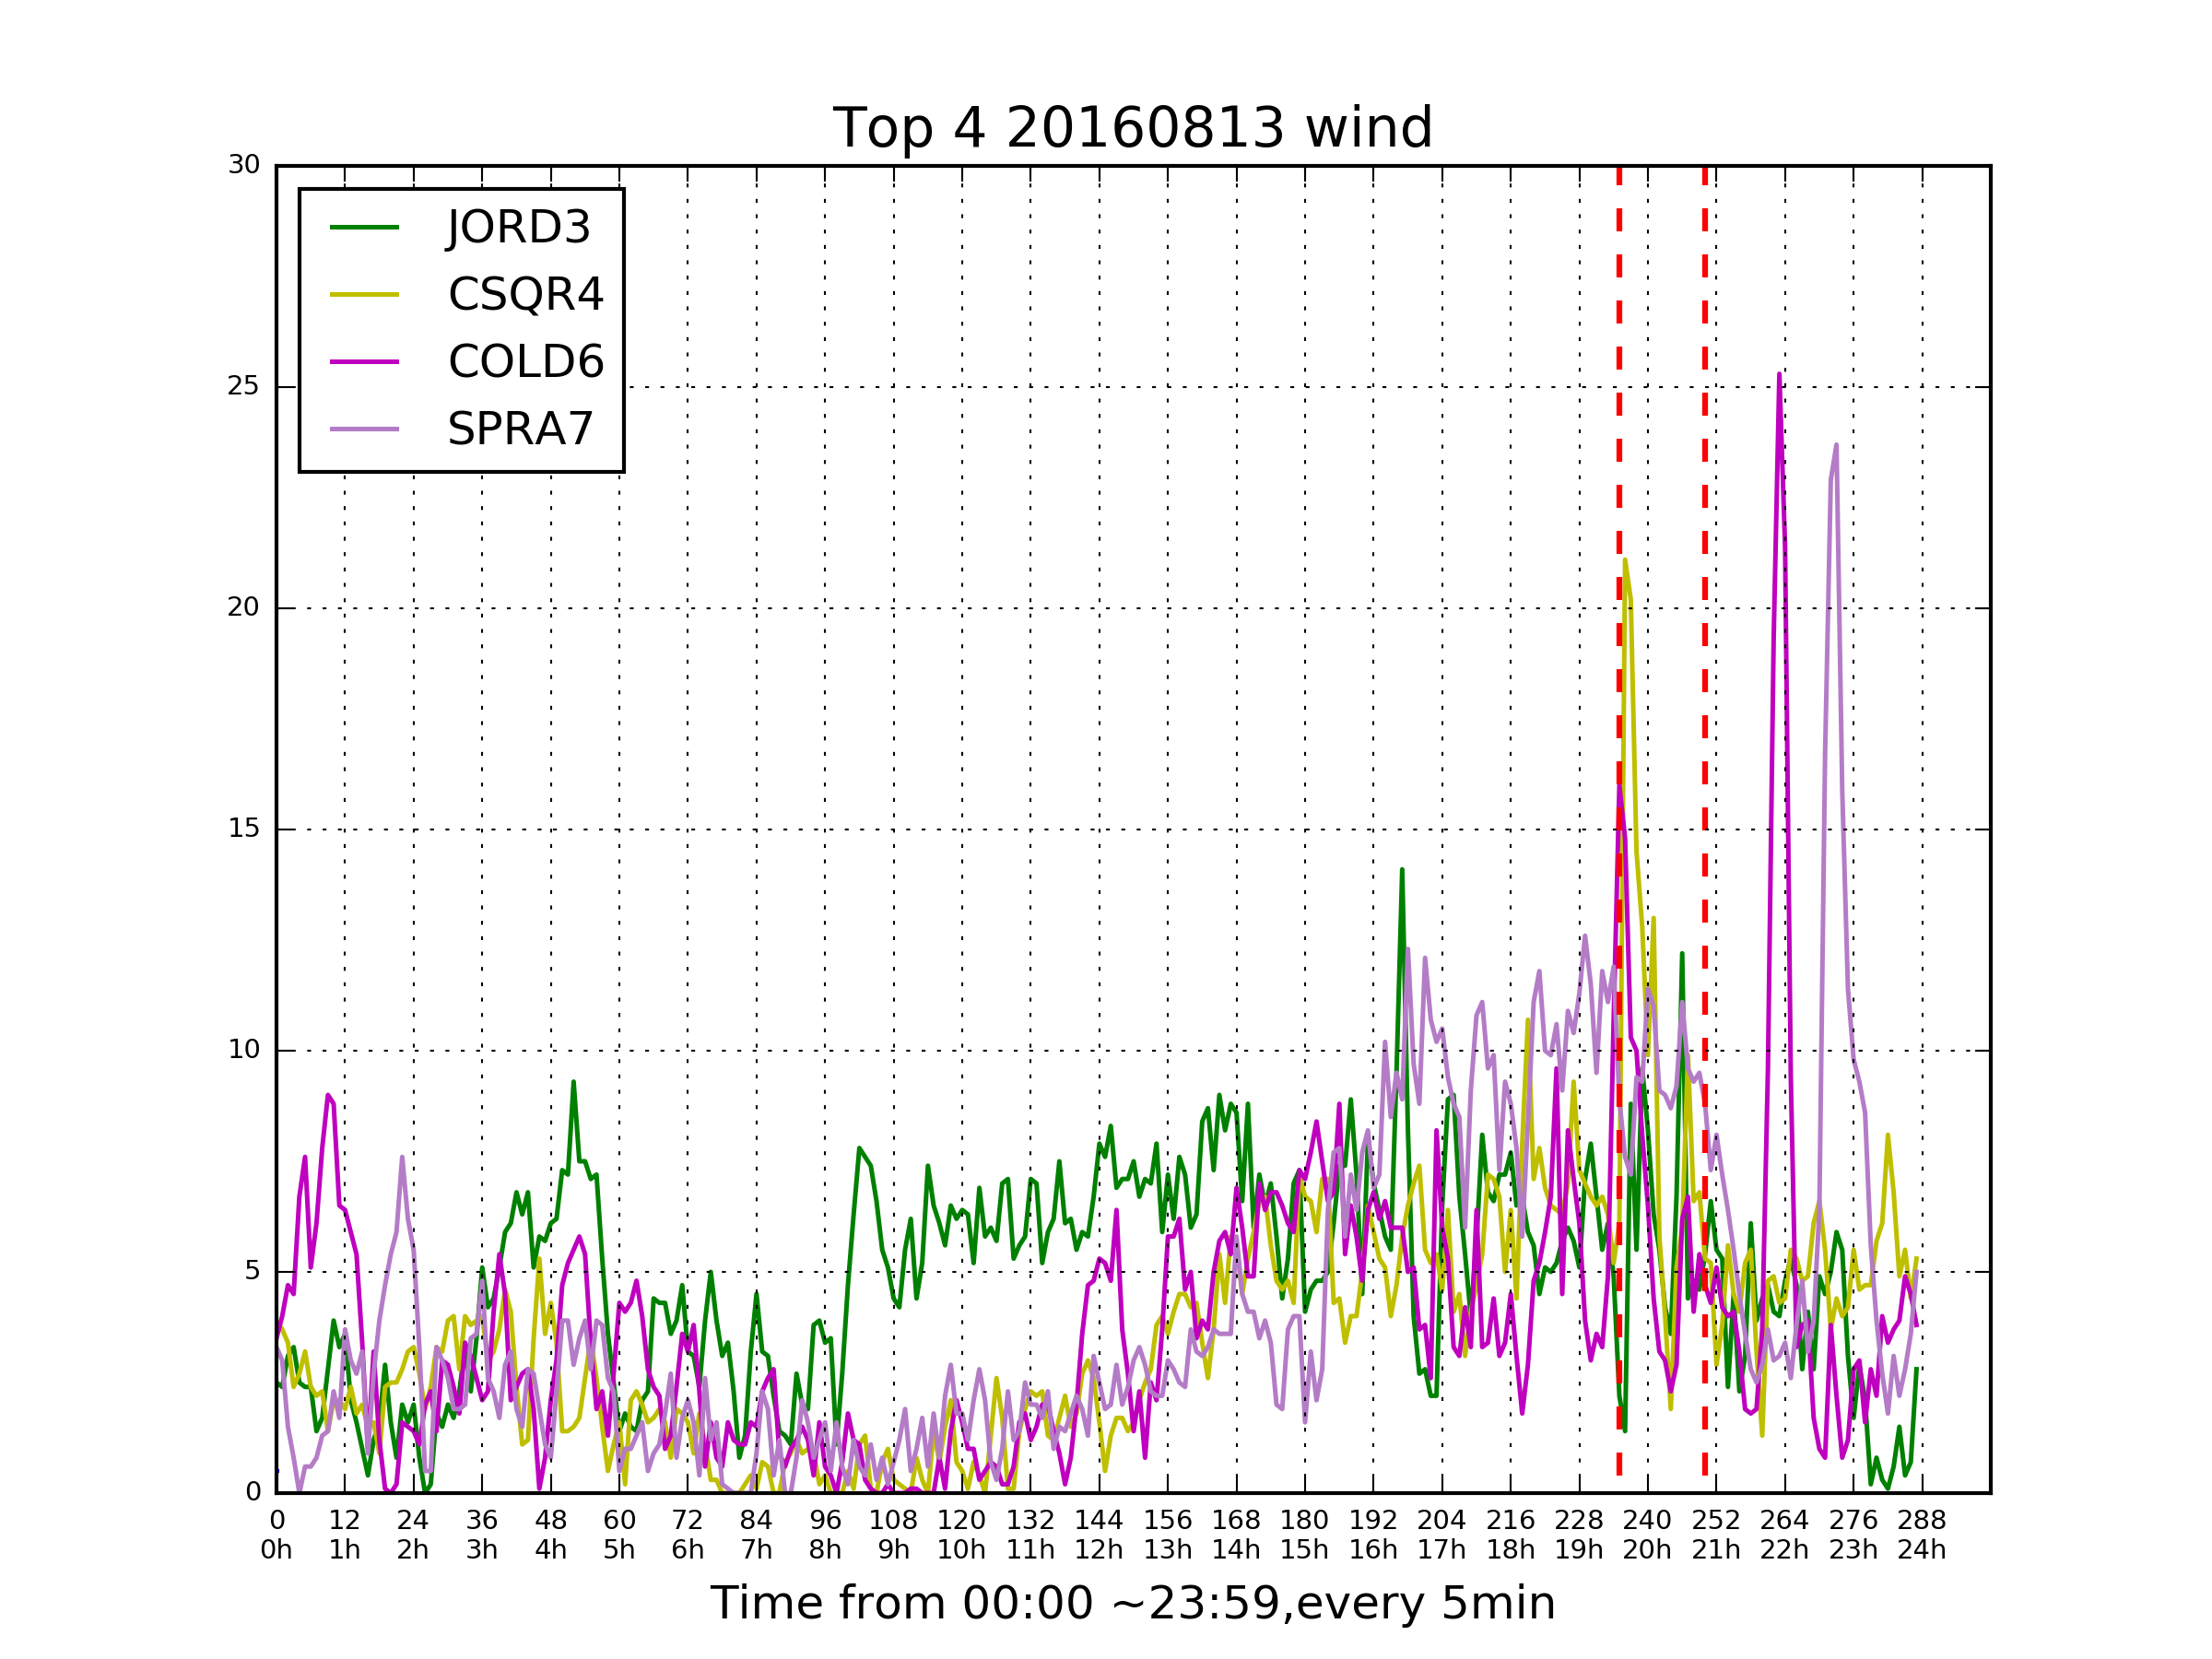 Top 4 20160813 wind
30
25
20
15
10
5
0
JORD3
CSQR4
COLD6
SPRA7
0 12 24 36 48 60 72 84 96 108 120 132 144 156 168 180 192 204 216 228 240 252 264 276 288
0h 1h 2h 3h 4h 5h 6h 7h 8h 9h 10h 11h 12h 13h 14h 15h 16h 17h 18h 19h 20h 21h 22h 23h 24h
Time from 00:00 ~23:59,every 5min